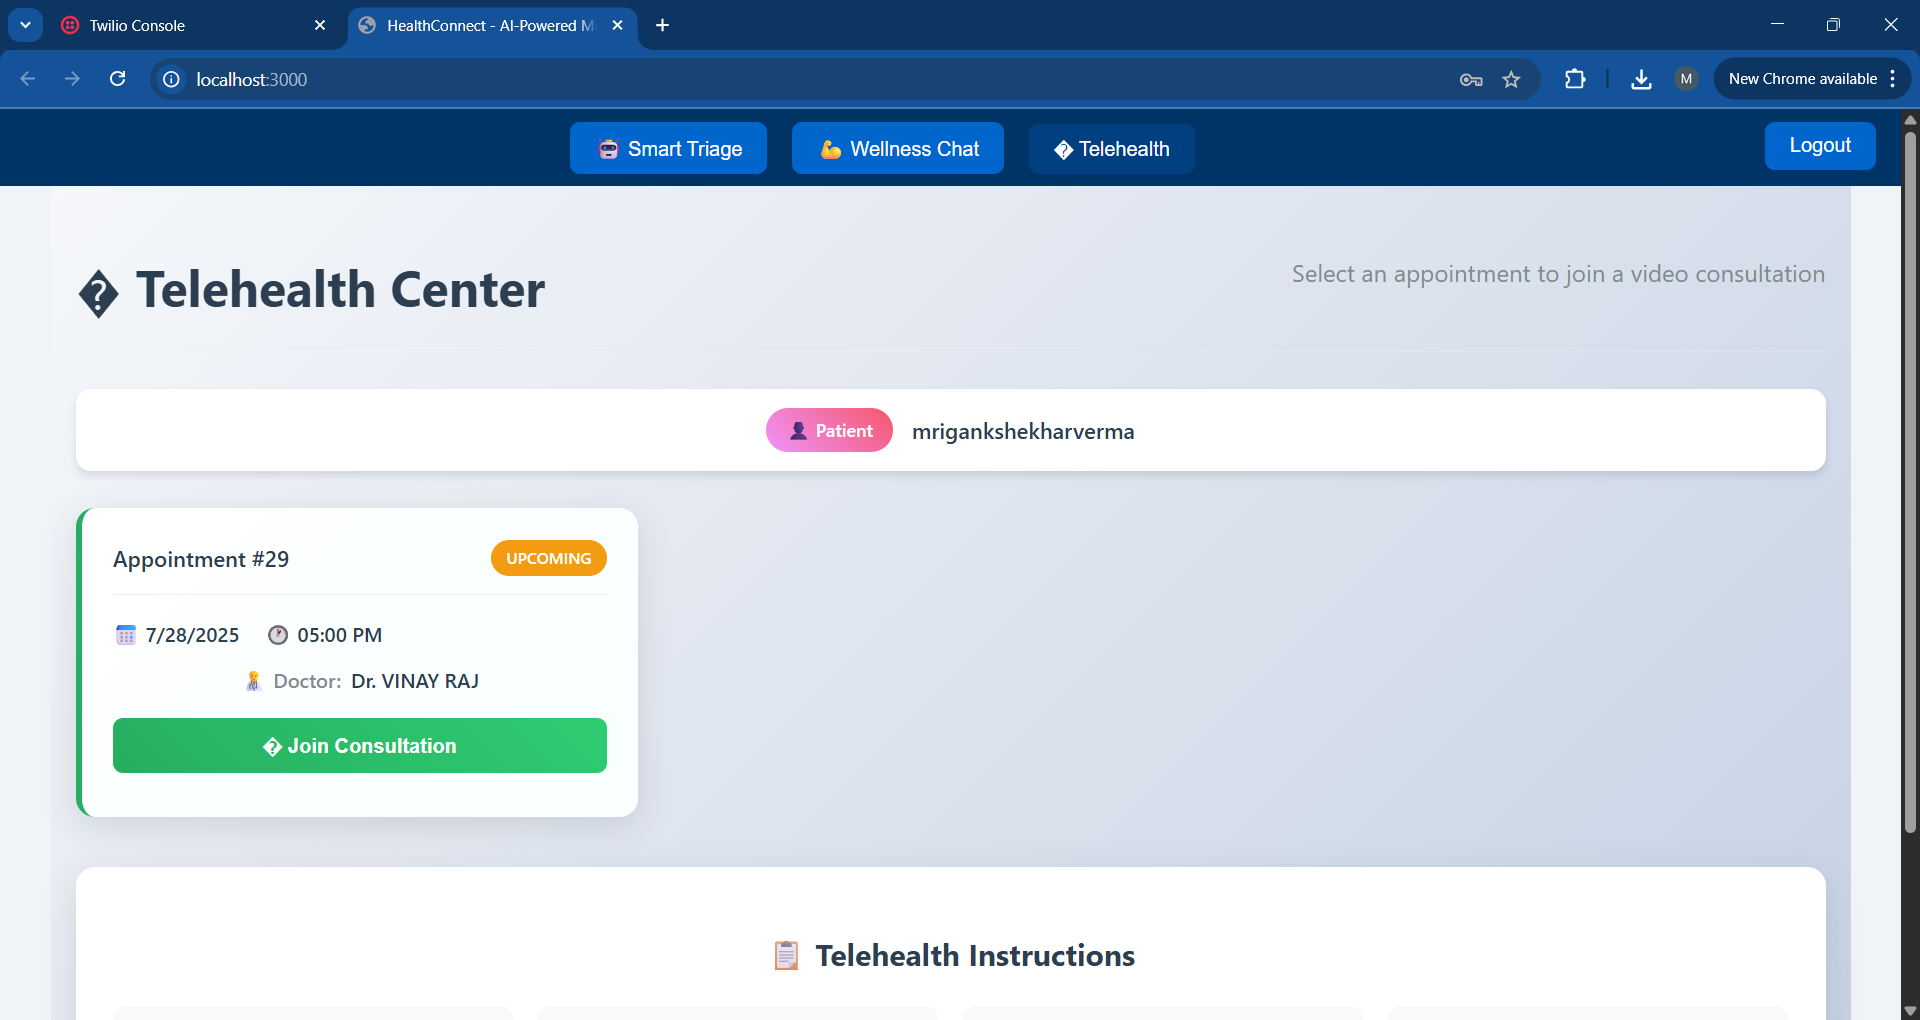 Twilio Console
HealthConnect - AI-Powered M
localhost:3000
M
New Chrome available
🤖 Smart Triage
💪 Wellness Chat
� Telehealth
Logout
� Telehealth Center
Select an appointment to join a video consultation
👤 Patient
mrigankshekharverma
Appointment #29
UPCOMING
📅 7/28/2025 🕐 05:00 PM
👨‍⚕️ Doctor: Dr. VINAY RAJ
� Join Consultation
📋 Telehealth Instructions